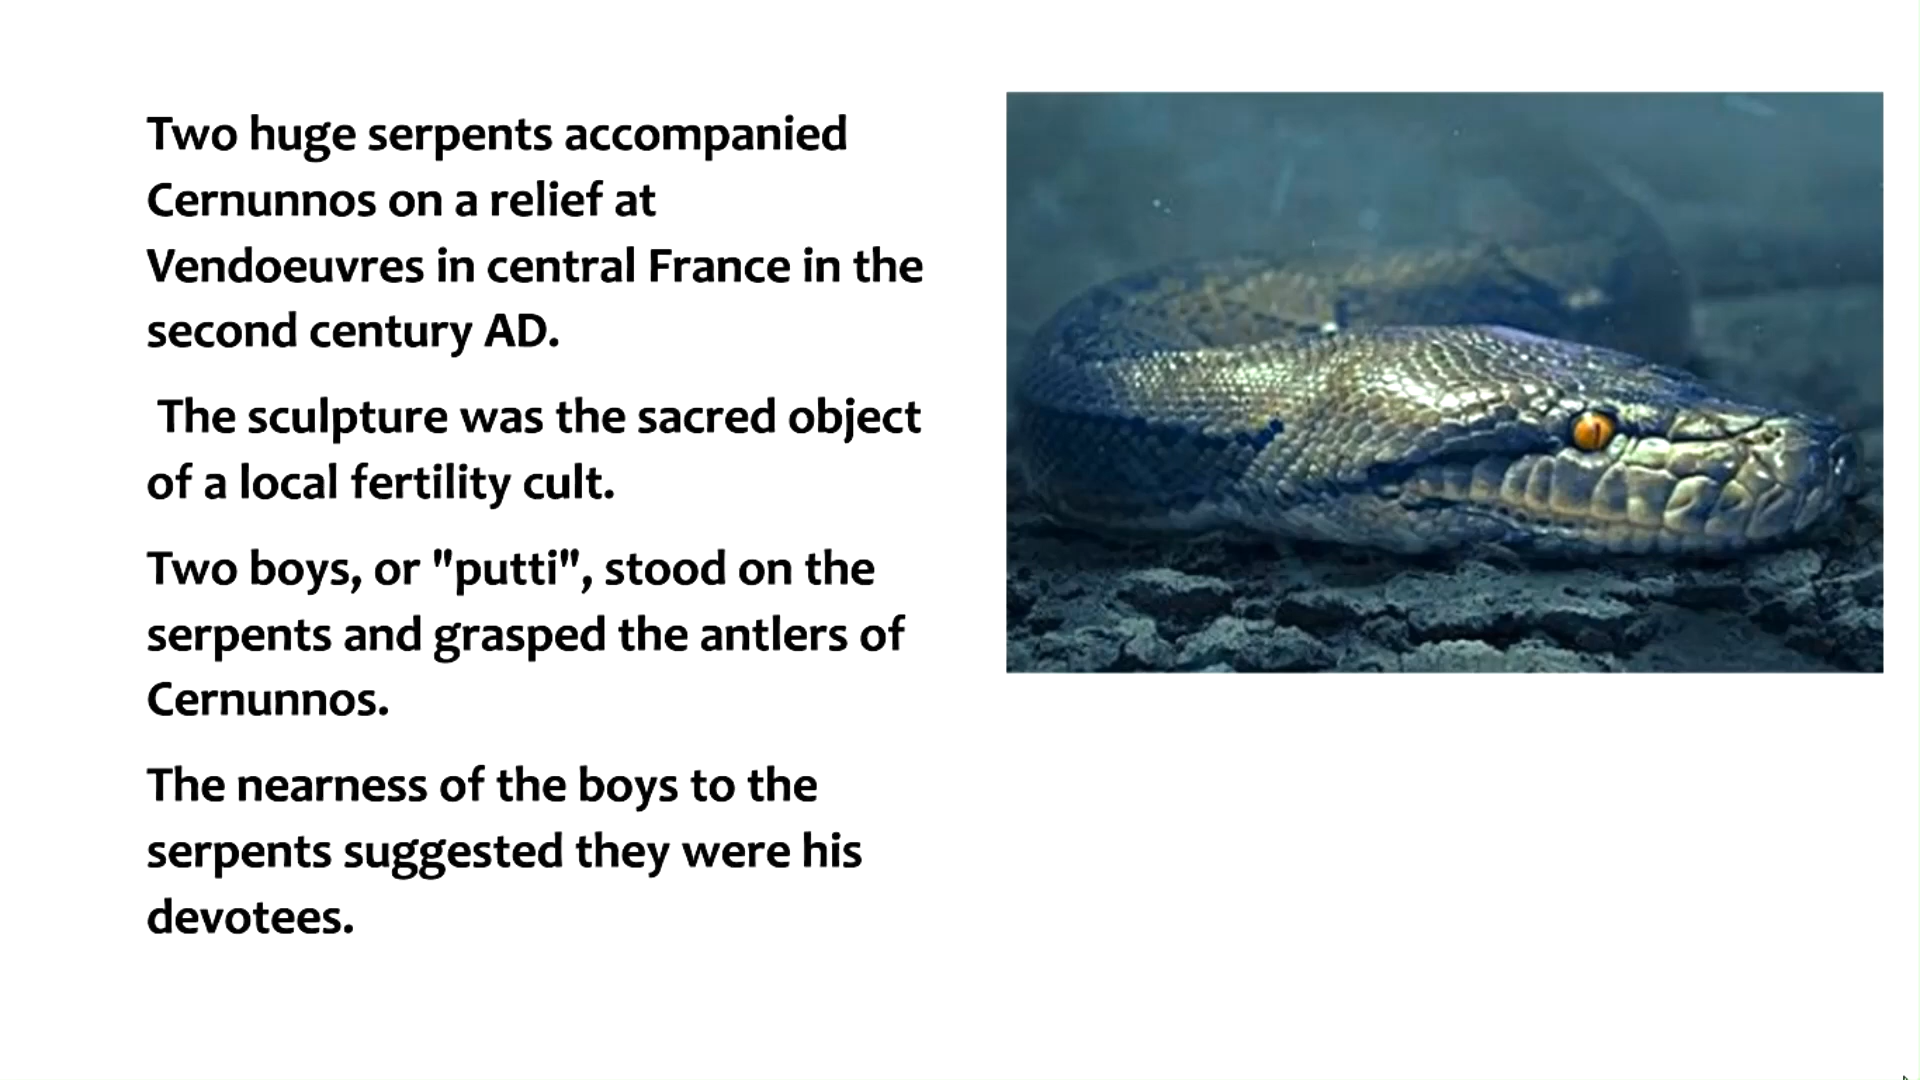 Two huge serpents accompanied
Cernunnos on a relief at
Vendoeuvres in central France in the
second century AD.
The sculpture was the sacred object
of a local fertility cult.
Two boys, or "putti", stood on the
serpents and grasped the antlers of
Cernunnos.
The nearness of the boys to the
serpents suggested they were his
devotees.